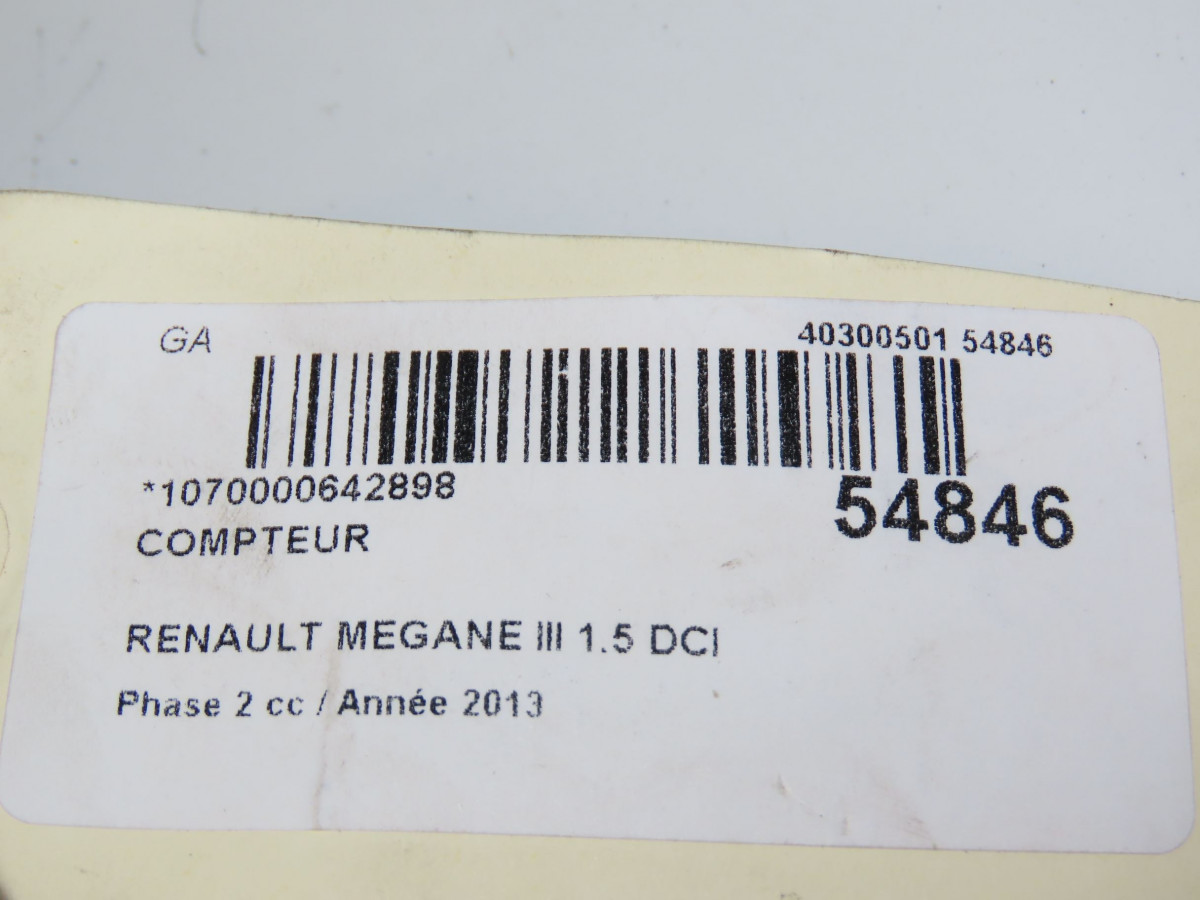 GA
40300501 54846
*1070000642898
54846
COMPTEUR
RENAULT MEGANE III 1.5 DCI
Phase 2 cc / Année 2013